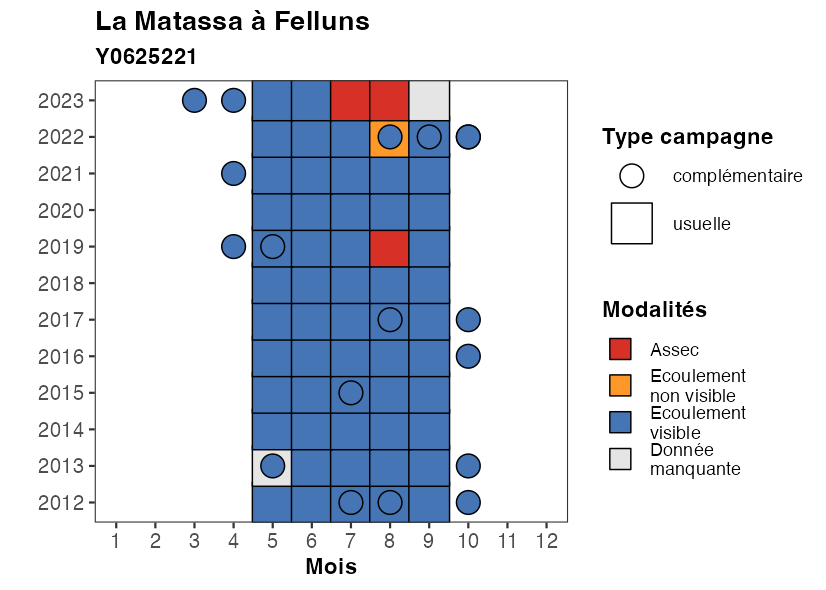 La Matassa à Felluns
Y0625221
2023
2022
2021
2020
2019
2018
2017
2016
2015
2014
2013
2012
1 2 3 4 5 6 7 8 9 10 11 12
Mois
Type campagne
complémentaire
usuelle
Modalités
Assec
Ecoulement
non visible
Ecoulement
visible
Donnée
manquante